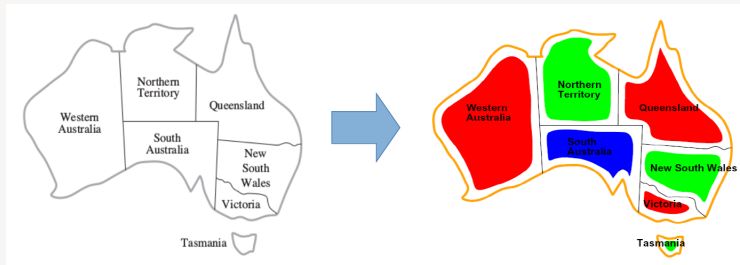 Northern
Territory
Western
Australia
Queensland
South
Australia
New
South
Wales
Victoria
Tasmania
Northern
Territory
Western
Australia
Queensland
South
Australia
New South Wales
Victoria
Tasmania